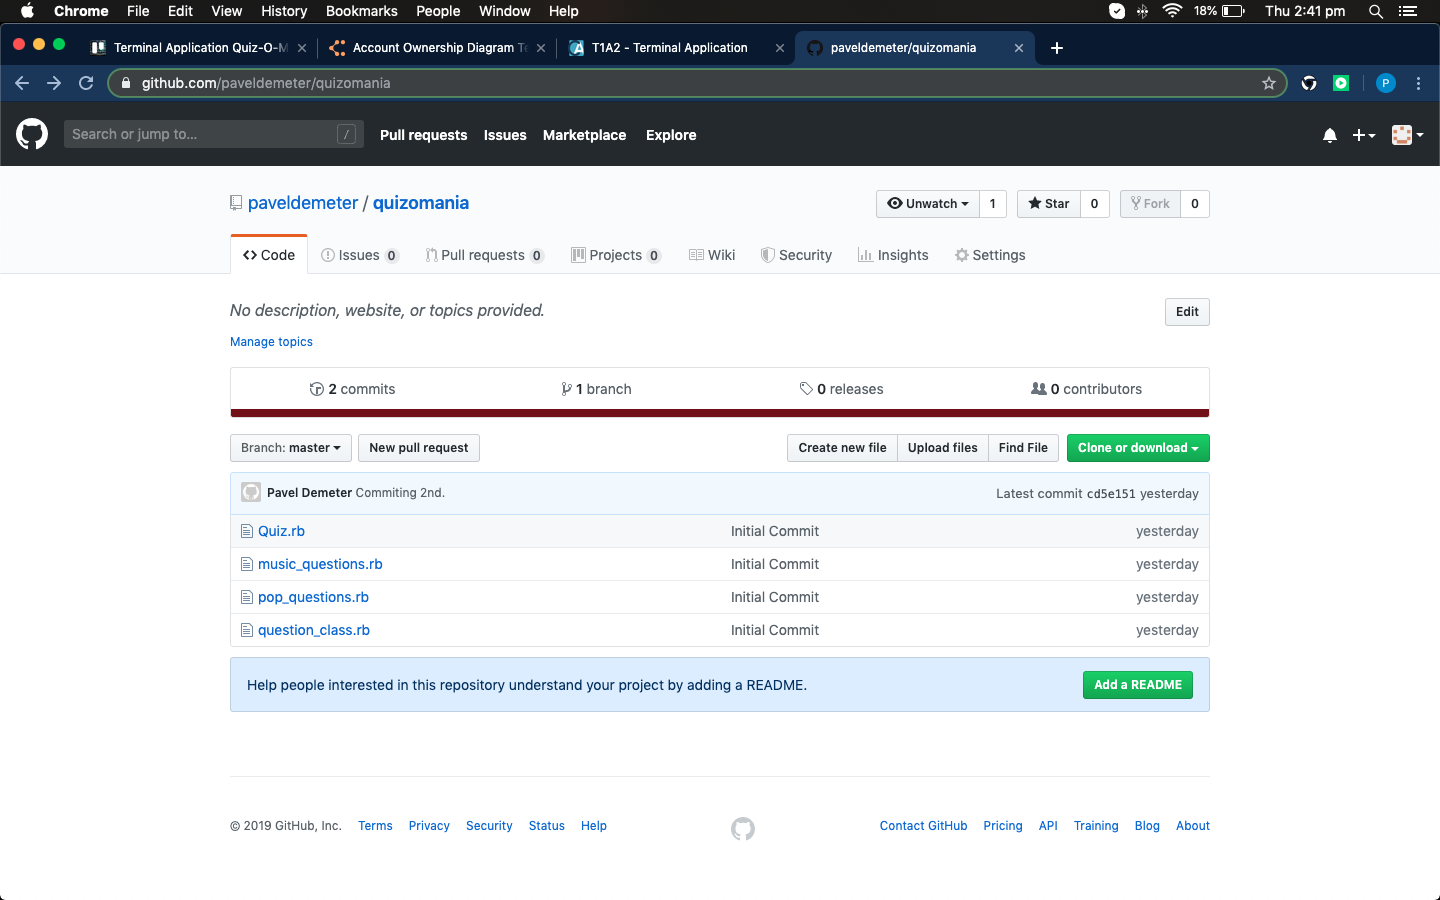 Chrome File Edit View History Bookmarks People Window Help 18% Thu 2:41 pm
Terminal Application Quiz-O-M Account Ownership Diagram Te T1A2 - Terminal Application paveldemeter/quizomania
github.com/paveldemeter/quizomania P
Search or jump to... / Pull requests Issues Marketplace Explore
paveldemeter / quizomania Unwatch 1 Star 0 Fork 0
Code Issues 0 Pull requests 0 Projects 0 Wiki Security Insights Settings
No description, website, or topics provided. Edit
Manage topics
2 commits 1 branch 0 releases 0 contributors
Branch: master New pull request Create new file Upload files Find File Clone or download
Pavel Demeter Commiting 2nd. Latest commit cd5e151 yesterday
Quiz.rb Initial Commit yesterday
music_questions.rb Initial Commit yesterday
pop_questions.rb Initial Commit yesterday
question_class.rb Initial Commit yesterday
Help people interested in this repository understand your project by adding a README. Add a README
© 2019 GitHub, Inc. Terms Privacy Security Status Help Contact GitHub Pricing API Training Blog About